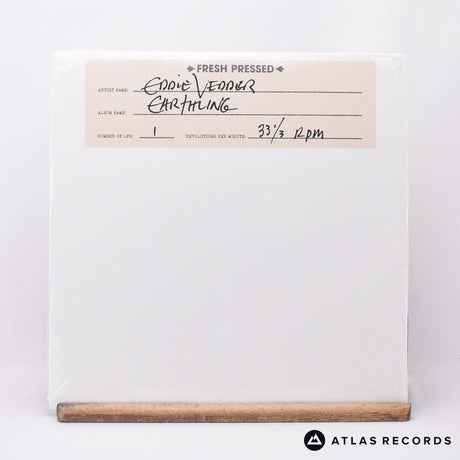 FRESH PRESSED
ARTIST NAME: EDDIE VEDDER
ALBUM NAME: EARTHLING
NUMBER OF LPS: 1 REVOLUTIONS PER MINUTE: 33 1/3 RPM
ATLAS RECORDS